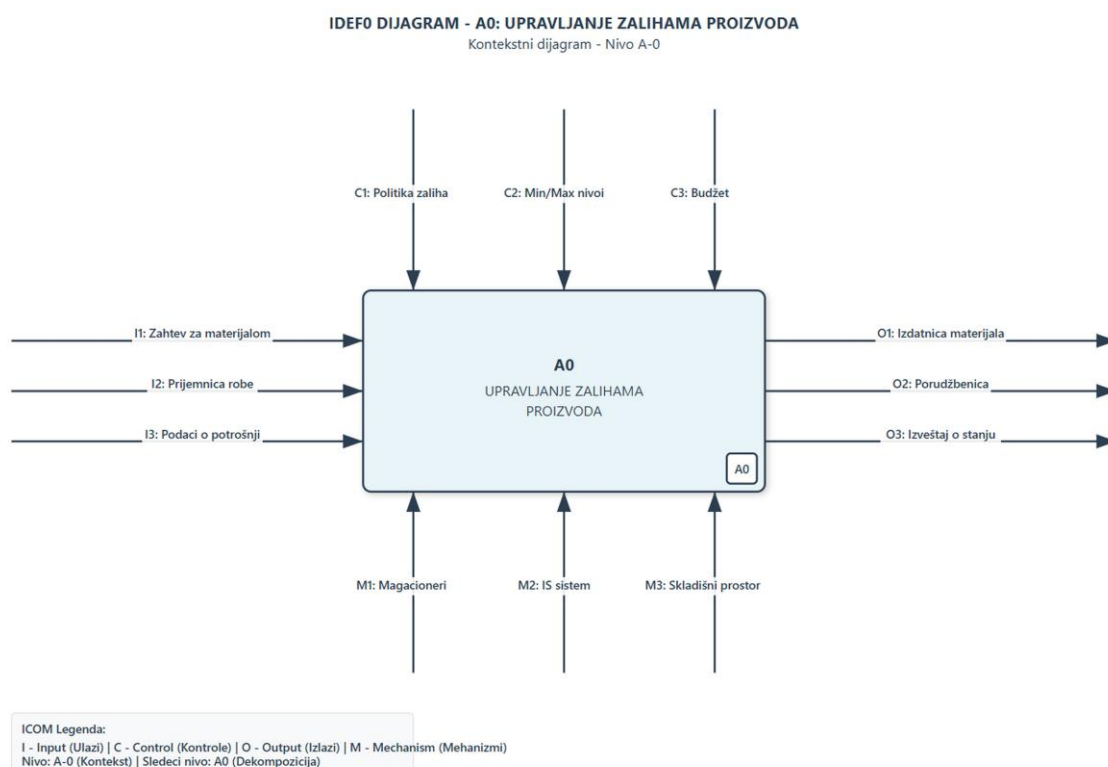 IDEF0 DIJAGRAM - A0: UPRAVLJANJE ZALIHAMA PROIZVODA
Kontekstni dijagram - Nivo A-0
C1: Politika zaliha
C2: Min/Max nivoi
C3: Budžet
I1: Zahtev za materijalom
I2: Prijemnica robe
I3: Podaci o potrošnji
A0
UPRAVLJANJE ZALIHAMA
PROIZVODA
A0
O1: Izdatnica materijala
O2: Porudžbenica
O3: Izveštaj o stanju
M1: Magacioneri
M2: IS sistem
M3: Skladišni prostor
ICOM Legenda:
I - Input (Ulazi) | C - Control (Kontrole) | O - Output (Izlazi) | M - Mechanism (Mehanizmi)
Nivo: A-0 (Kontekst) | Sledeci nivo: A0 (Dekompozicija)